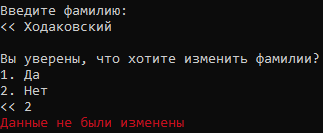 Введите фамилию:
<< Ходаковский
Вы уверены, что хотите изменить фамилии?
1. Да
2. Нет
<< 2
Данные не были изменены